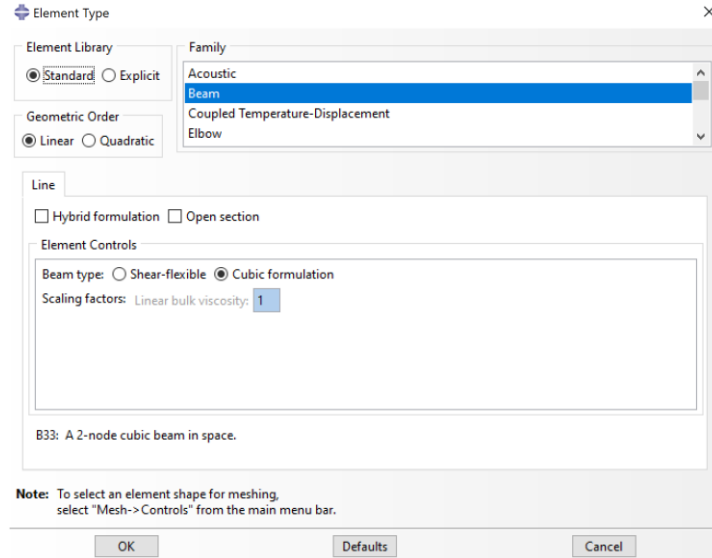 Element Type
Element Library
Standard Explicit
Family
Acoustic
Beam
Coupled Temperature-Displacement
Elbow
Geometric Order
Linear Quadratic
Line
Hybrid formulation Open section
Element Controls
Beam type: Shear-flexible Cubic formulation
Scaling factors: Linear bulk viscosity: 1
B33: A 2-node cubic beam in space.
Note: To select an element shape for meshing,
select "Mesh->Controls" from the main menu bar.
OK Defaults Cancel